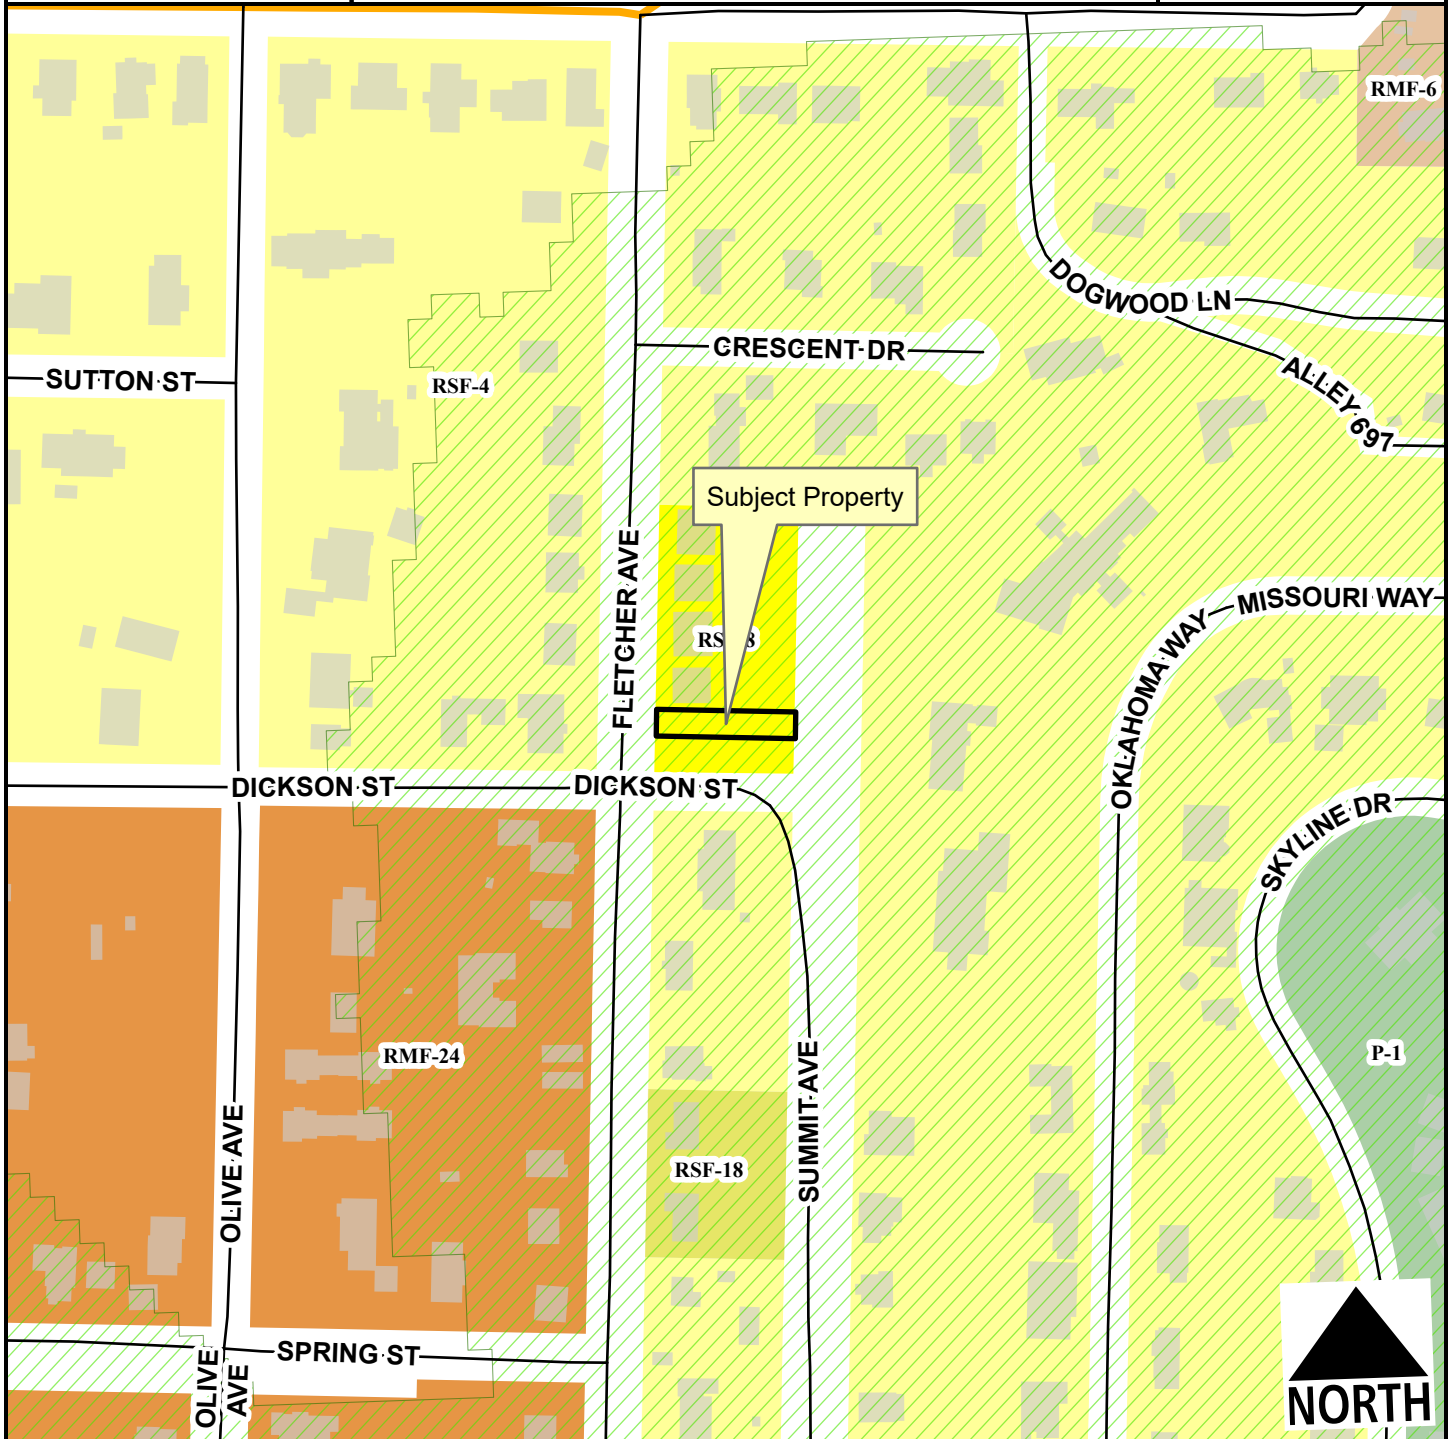 RMF-6
DOGWOOD LN
CRESCENT DR
SUTTON ST
RSF-4
ALLEY 697
Subject Property
FLETCHER AVE
MISSOURI WAY
OKLAHOMA WAY
DICKSON ST
DICKSON ST
SKYLINE DR
RMF-24
P-1
SUMMIT AVE
RSF-18
OLIVE AVE
SPRING ST
OLIVE
AVE
NORTH